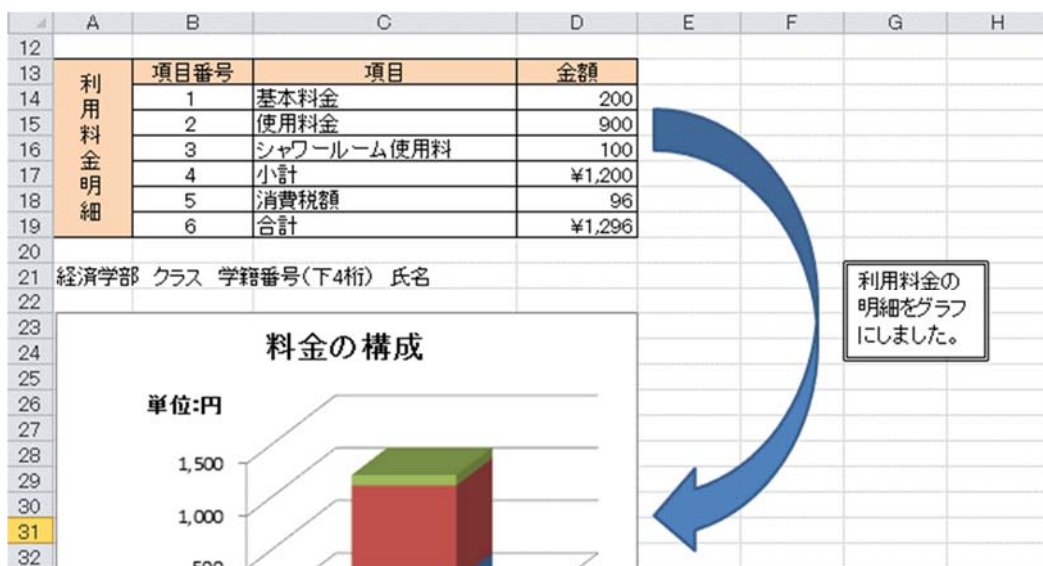 A B C D E F G H
12
13 利用料金明細 項目番号 項目 金額
14 1 基本料金 200
15 2 使用料金 900
16 3 シャワールーム使用料 100
17 4 小計 ¥1,200
18 5 消費税額 96
19 6 合計 ¥1,296
20
21 経済学部 クラス 学籍番号(下4桁) 氏名
22
利用料金の
明細をグラフ
にしました。
23
料金の構成
24
25
26 単位:円
27
28 1,500
29
30 1,000
31
32 500